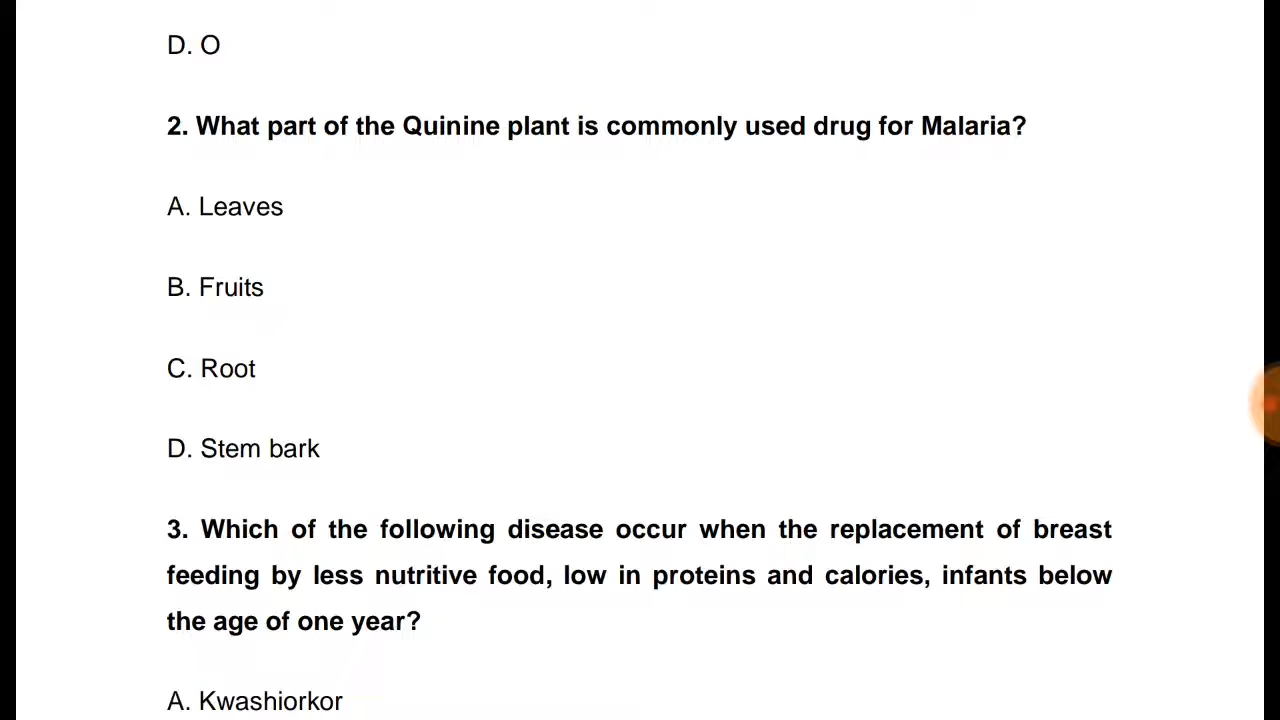 D. O
2. What part of the Quinine plant is commonly used drug for Malaria?
A. Leaves
B. Fruits
C. Root
D. Stem bark
3. Which of the following disease occur when the replacement of breast
feeding by less nutritive food, low in proteins and calories, infants below
the age of one year?
A. Kwashiorkor